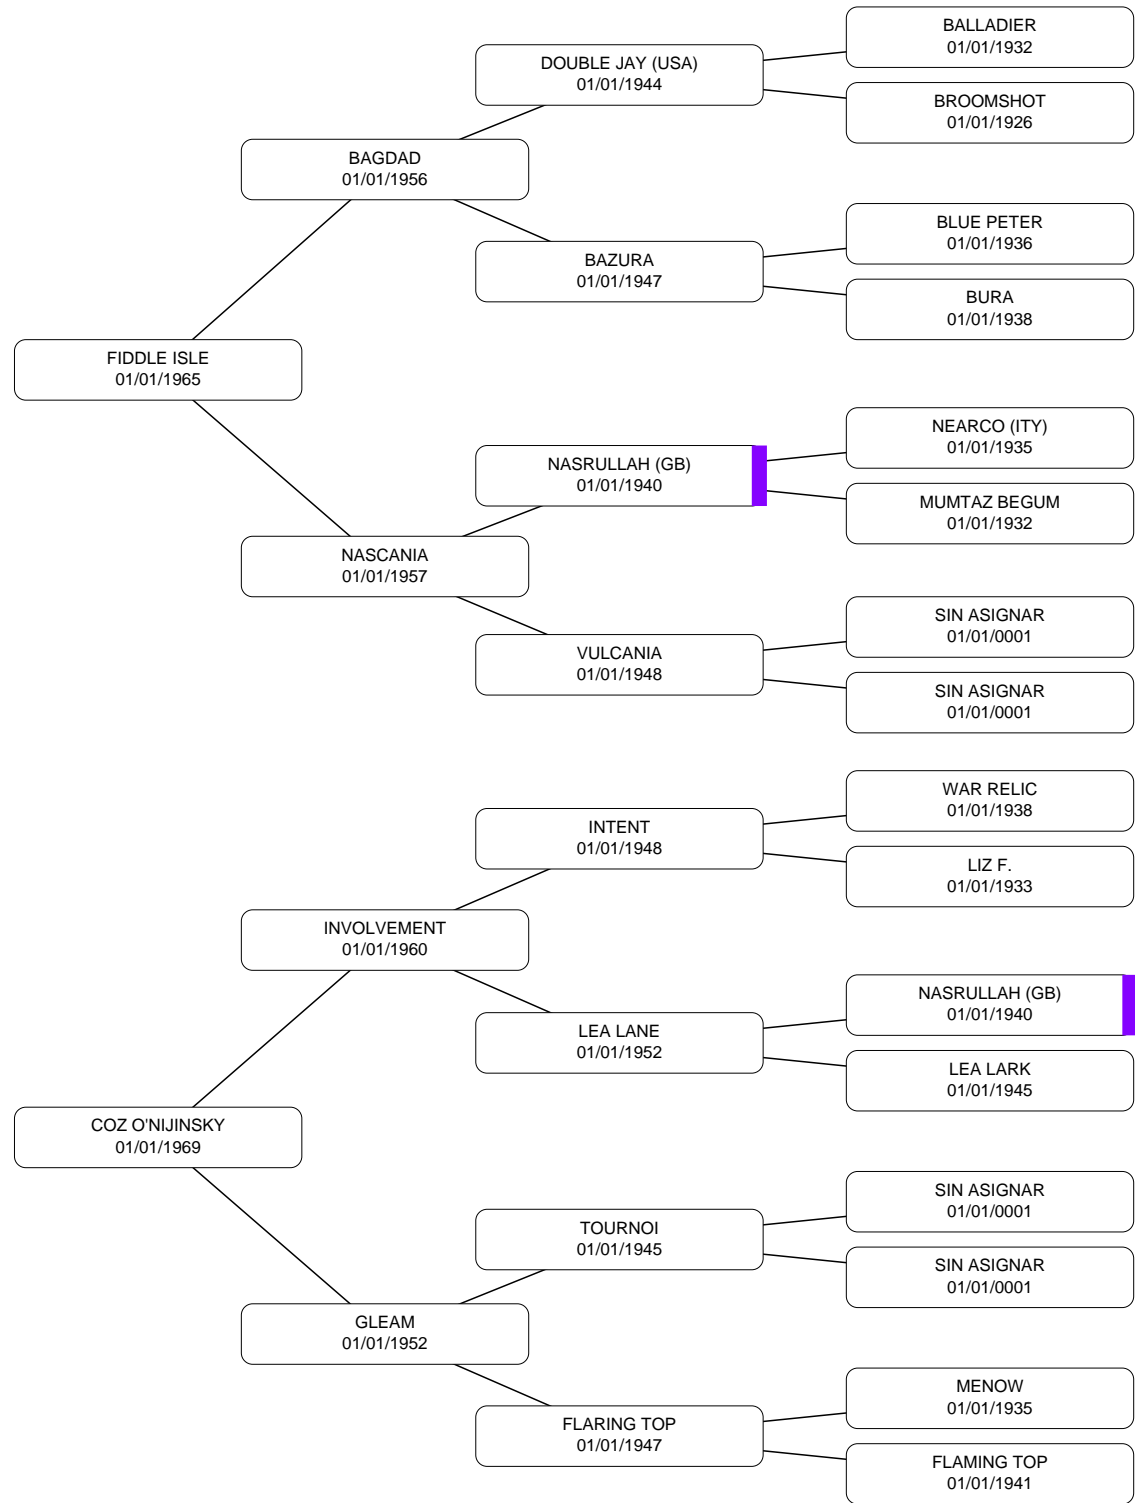 BALLADIER
01/01/1932
DOUBLE JAY (USA)
01/01/1944
BROOMSHOT
01/01/1926
BAGDAD
01/01/1956
BLUE PETER
01/01/1936
BAZURA
01/01/1947
BURA
01/01/1938
FIDDLE ISLE
01/01/1965
NEARCO (ITY)
01/01/1935
NASRULLAH (GB)
01/01/1940
MUMTAZ BEGUM
01/01/1932
NASCANIA
01/01/1957
SIN ASIGNAR
01/01/0001
VULCANIA
01/01/1948
SIN ASIGNAR
01/01/0001
WAR RELIC
01/01/1938
INTENT
01/01/1948
LIZ F.
01/01/1933
INVOLVEMENT
01/01/1960
NASRULLAH (GB)
01/01/1940
LEA LANE
01/01/1952
LEA LARK
01/01/1945
COZ O'NIJINSKY
01/01/1969
SIN ASIGNAR
01/01/0001
TOURNOI
01/01/1945
SIN ASIGNAR
01/01/0001
GLEAM
01/01/1952
MENOW
01/01/1935
FLARING TOP
01/01/1947
FLAMING TOP
01/01/1941